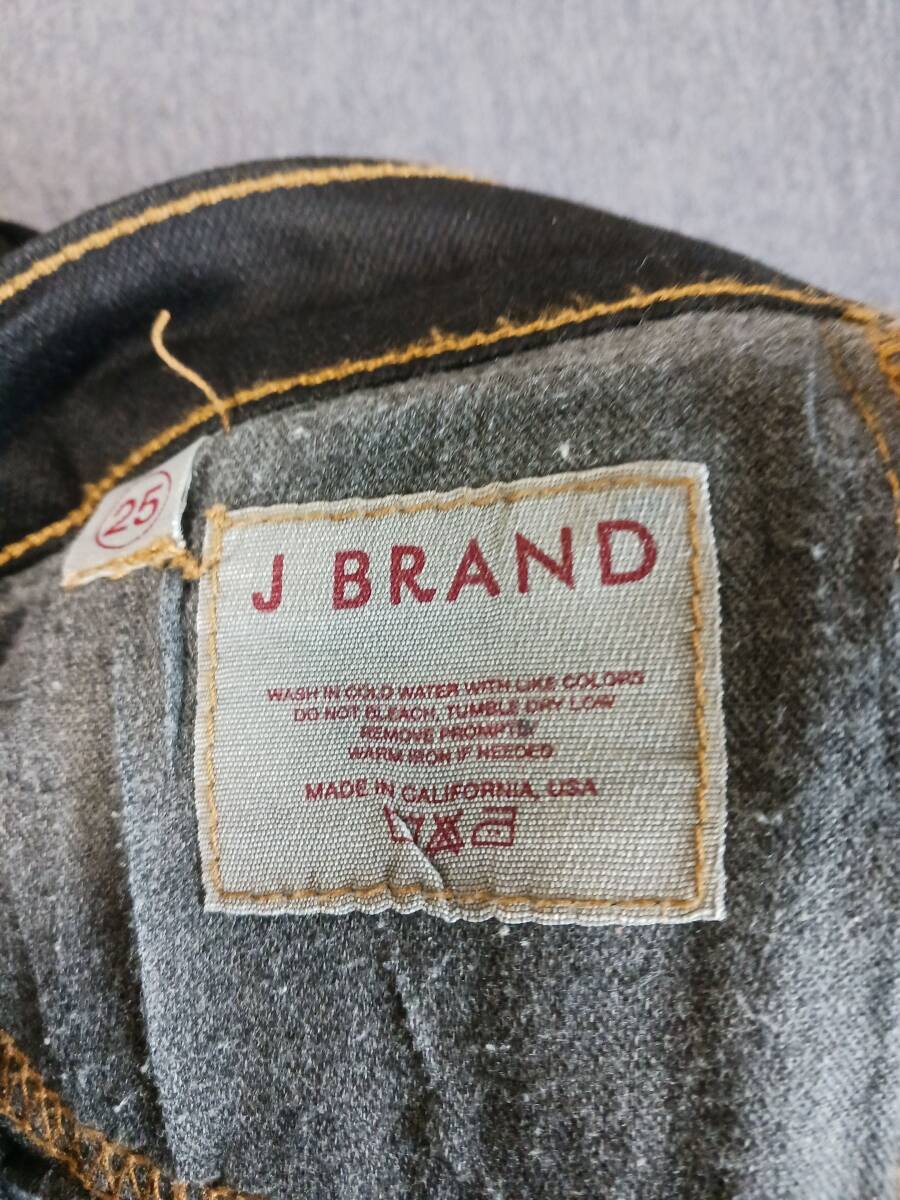 25
J BRAND
WASH IN COLD WATER WITH LIKE COLORS
DO NOT BLEACH, TUMBLE DRY LOW
REMOVE PROMPTLY
WARM IRON IF NEEDED
MADE IN CALIFORNIA, USA